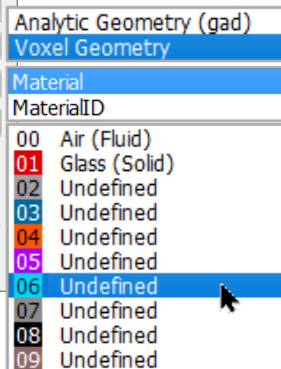 Analytic Geometry (gad)
Voxel Geometry
Material
MaterialID
00 Air (Fluid)
01 Glass (Solid)
02 Undefined
03 Undefined
04 Undefined
05 Undefined
06 Undefined
07 Undefined
08 Undefined
09 Undefined